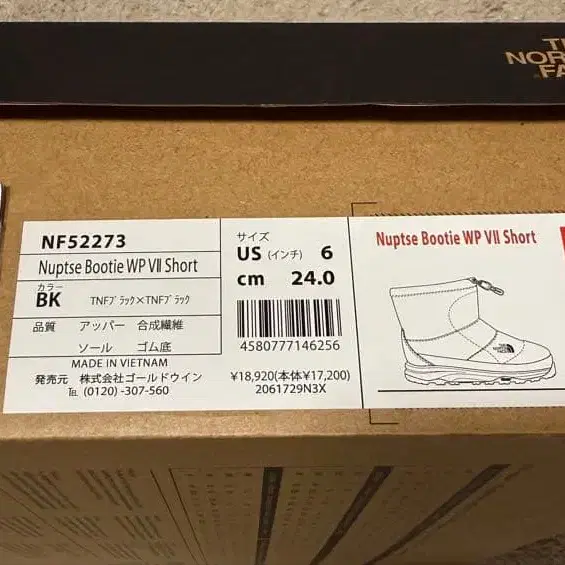 NF52273
Nuptse Bootie WP VII Short
カラー
BK TNFブラック×TNFブラック
品質 アッパー 合成繊維
ソール ゴム底
MADE IN VIETNAM
発売元 株式会社ゴールドウイン
TEL (0120) -307-560
サイズ
US (インチ) 6
cm 24.0
4580777146256
¥18,920(本体¥17,200)
2061729N3X
Nuptse Bootie WP VII Short